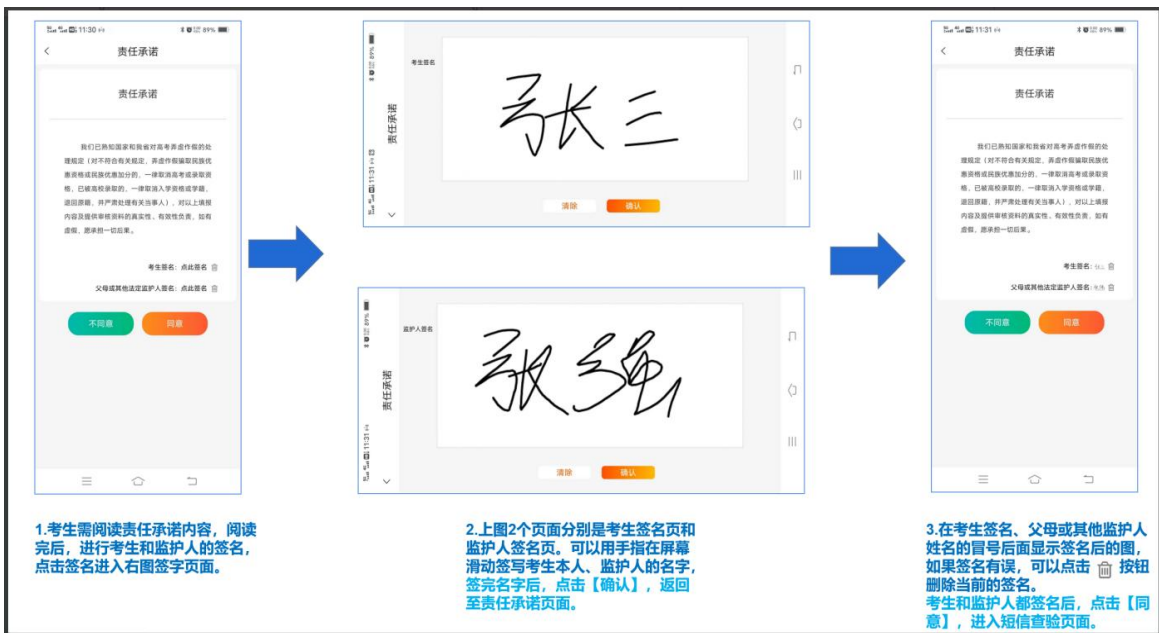 11:30
89%
责任承诺
责任承诺
我们已熟知国家和我省对高考弄虚作假的处
理规定（对不符合有关规定，弄虚作假骗取民族优
惠资格或民族优惠加分的，一律取消高考或录取资
格，已被高校录取的，一律取消入学资格或学籍，
退回原籍，并严肃处理有关当事人），对以上填报
内容及提供审核资料的真实性，有效性负责，如有
虚假，愿承担一切后果。
考生签名：点此签名
父母或其他法定监护人签名：点此签名
不同意
同意
1.考生需阅读责任承诺内容，阅读
完后，进行考生和监护人的签名，
点击签名进入右图签字页面。
89%
11:31
责任承诺
考生签名
张三
清除
确认
89%
11:31
责任承诺
监护人签名
张强
清除
确认
2.上图2个页面分别是考生签名页和
监护人签名页。可以用手指在屏幕
滑动签写考生本人、监护人的名字，
签完名字后，点击【确认】，返回
至责任承诺页面。
11:31
89%
责任承诺
责任承诺
我们已熟知国家和我省对高考弄虚作假的处
理规定（对不符合有关规定，弄虚作假骗取民族优
惠资格或民族优惠加分的，一律取消高考或录取资
格，已被高校录取的，一律取消入学资格或学籍，
退回原籍，并严肃处理有关当事人），对以上填报
内容及提供审核资料的真实性，有效性负责，如有
虚假，愿承担一切后果。
考生签名：张三
父母或其他法定监护人签名：
不同意
同意
3.在考生签名、父母或其他监护人
姓名的冒号后面显示签名后的图，
如果签名有误，可以点击 按钮
删除当前的签名。
考生和监护人都签名后，点击【同
意】，进入短信查验页面。